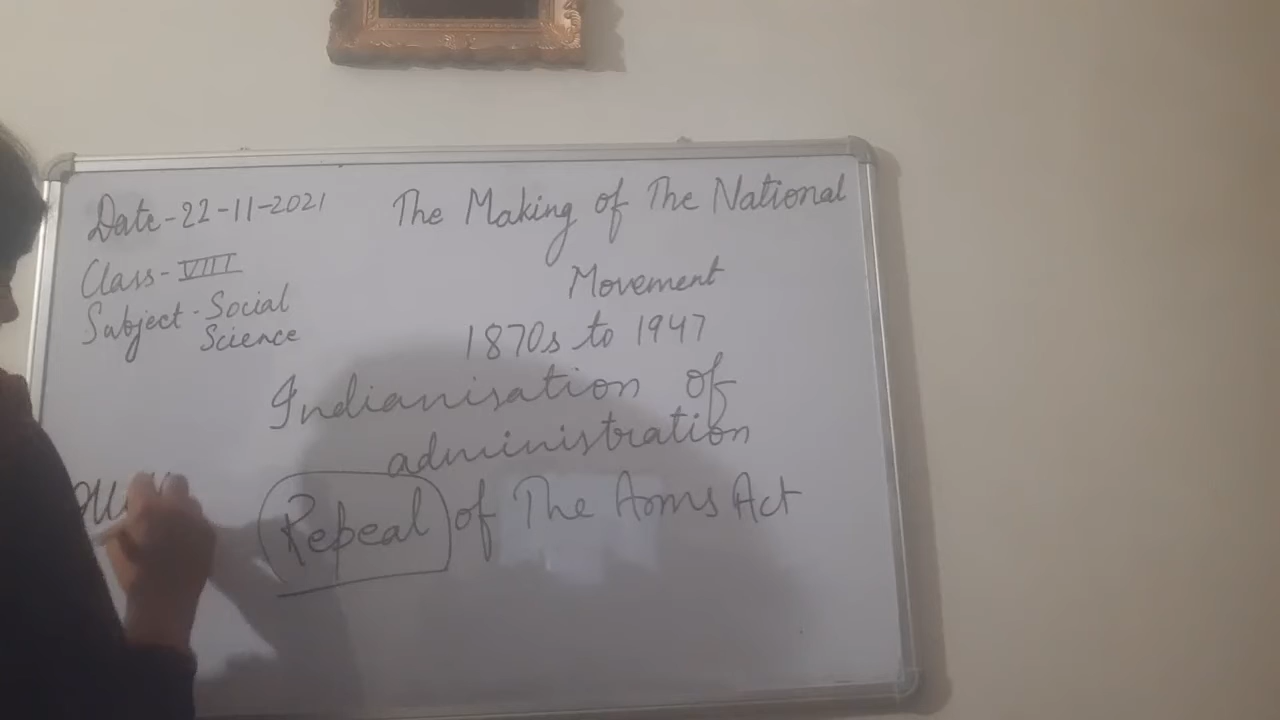 Date-22-11-2021
The Making of The National
Class-VIII
Movement
Subject-Social
Science
1870s to 1947
Indianisation of
administration
Repeal of The Arms Act